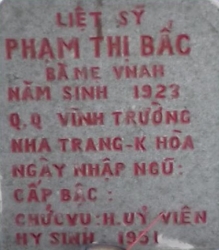 LIỆT SỸ
PHẠM THỊ BẮC
BÀ MẸ VNAH
NĂM SINH 1923
Q.Q VĨNH TRƯỜNG
NHA TRANG-K HÒA
NGÀY NHẬP NGŨ:
CẤP BẬC :
CHỨC VỤ: H. UỶ VIÊN
HY SINH 1951